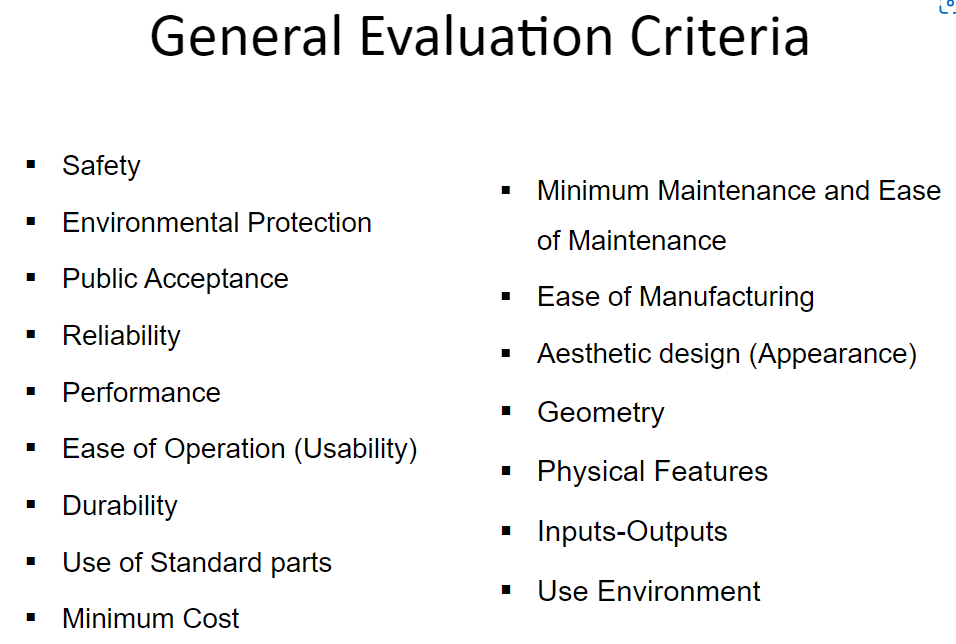 General Evaluation Criteria
▪ Safety
▪ Environmental Protection
▪ Public Acceptance
▪ Reliability
▪ Performance
▪ Ease of Operation (Usability)
▪ Durability
▪ Use of Standard parts
▪ Minimum Cost
▪ Minimum Maintenance and Ease
of Maintenance
▪ Ease of Manufacturing
▪ Aesthetic design (Appearance)
▪ Geometry
▪ Physical Features
▪ Inputs-Outputs
▪ Use Environment